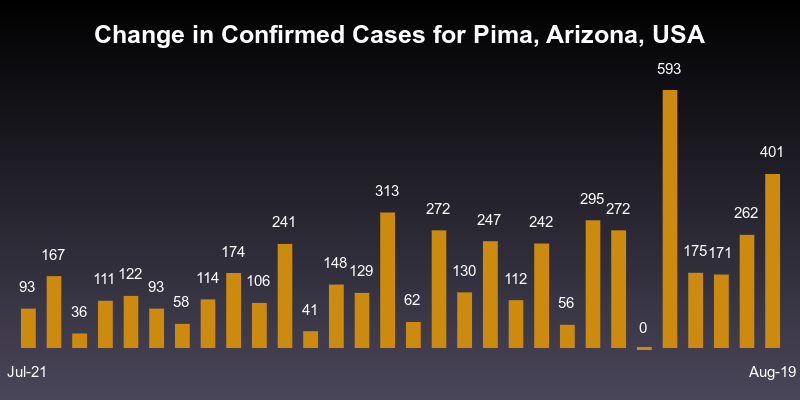 Change in Confirmed Cases for Pima, Arizona, USA
93 167 36 111 122 93 58 114 174 106 241 41 148 129 313 62 272 130 247 112 242 56 295 272 0 593 175 171 262 401
Jul-21 Aug-19